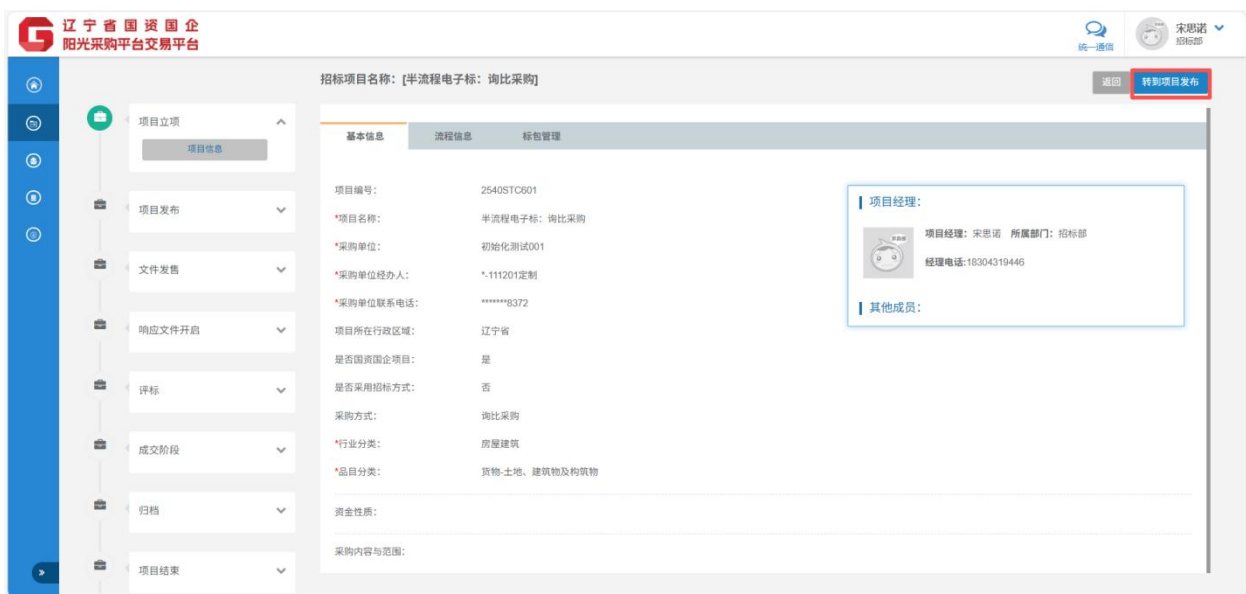 辽宁省国资国企
阳光采购平台交易平台
统一通信
宋思诺
招标部
招标项目名称：[半流程电子标：询比采购]
返回
转到项目发布
项目立项
项目信息
项目发布
文件发售
响应文件开启
评标
成交阶段
归档
项目结束
基本信息 流程信息 标包管理
项目编号： 2540STC601
*项目名称： 半流程电子标：询比采购
*采购单位： 初始化测试001
*采购单位经办人： *-111201定制
*采购单位联系电话： *******8372
项目所在行政区域： 辽宁省
是否国资国企项目： 是
是否采用招标方式： 否
采购方式： 询比采购
*行业分类： 房屋建筑
*品目分类： 货物-土地、建筑物及构筑物
资金性质：
采购内容与范围：
项目经理：
项目经理：宋思诺 所属部门：招标部
经理电话:18304319446
其他成员：